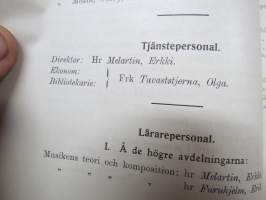 Tjänstepersonal.
Direktor: Hr Melartin, Erkki.
Ekonom:
Bibliotekarie: } Frk Tavaststjerna, Olga.
Lärarepersonal.
I. Å de högre avdelningarna:
Musikens teori och komposition: hr Melartin, Erkki
„ „ „ „ hr Furuhjelm, Erik